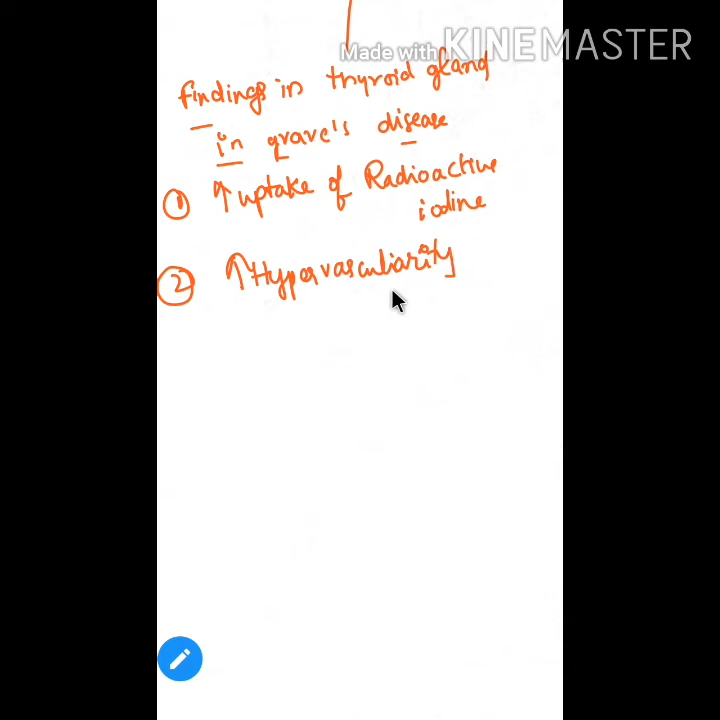 Made with KINEMASTER
Findings in thyroid gland
in grave's disease
① ↑ uptake of Radioactive
iodine
② ↑ Hypervasculiarity